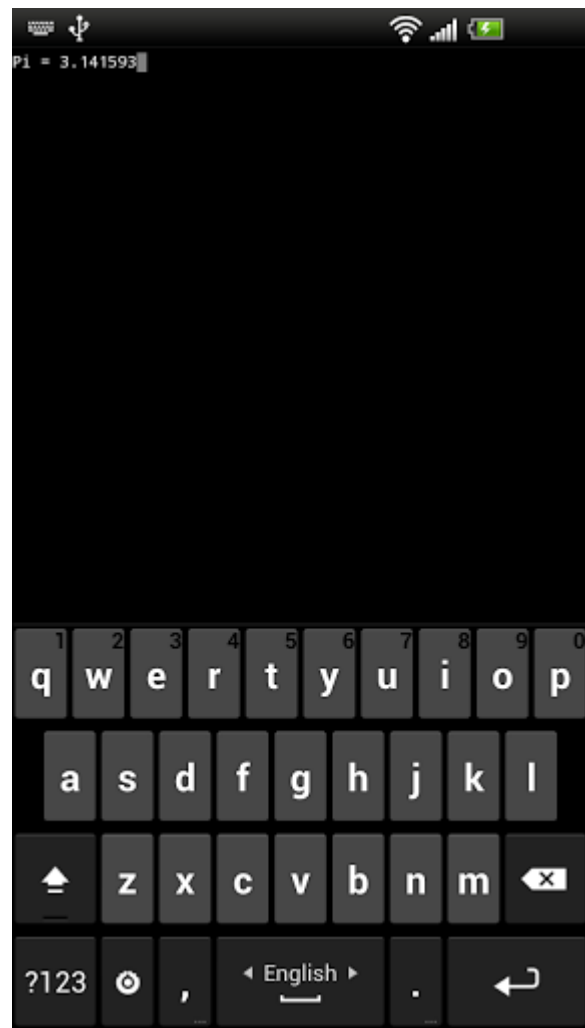 Pi = 3.141593
1 2 3 4 5 6 7 8 9 0
q w e r t y u i o p
a s d f g h j k l
z x c v b n m
?123 , English .